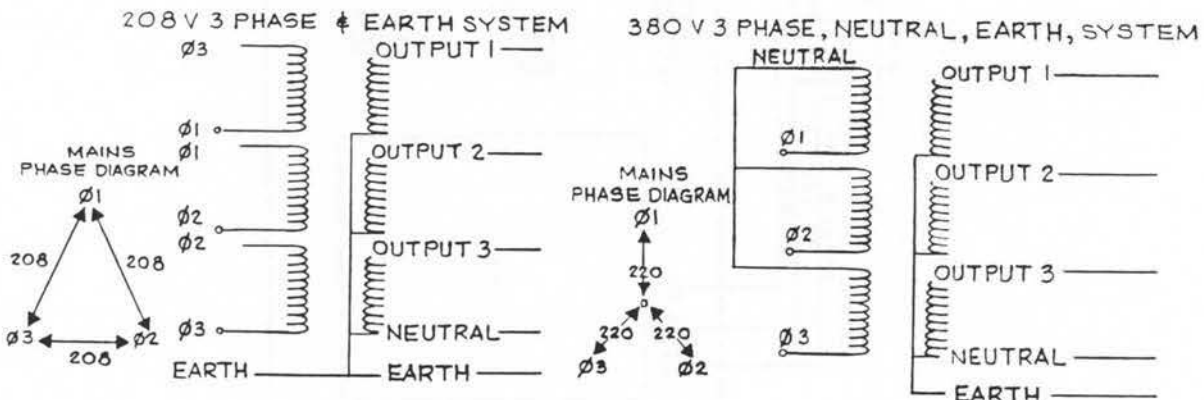 208 V 3 PHASE & EARTH SYSTEM
Ø3
OUTPUT 1
Ø1
Ø1
OUTPUT 2
MAINS
PHASE DIAGRAM
Ø1
Ø2
Ø2
OUTPUT 3
208
208
Ø3
Ø2
208
Ø3
NEUTRAL
EARTH
EARTH
380 V 3 PHASE, NEUTRAL, EARTH, SYSTEM
NEUTRAL
OUTPUT 1
Ø1
MAINS
PHASE DIAGRAM
Ø1
OUTPUT 2
Ø2
220
OUTPUT 3
220
220
Ø3
Ø2
Ø3
NEUTRAL
EARTH